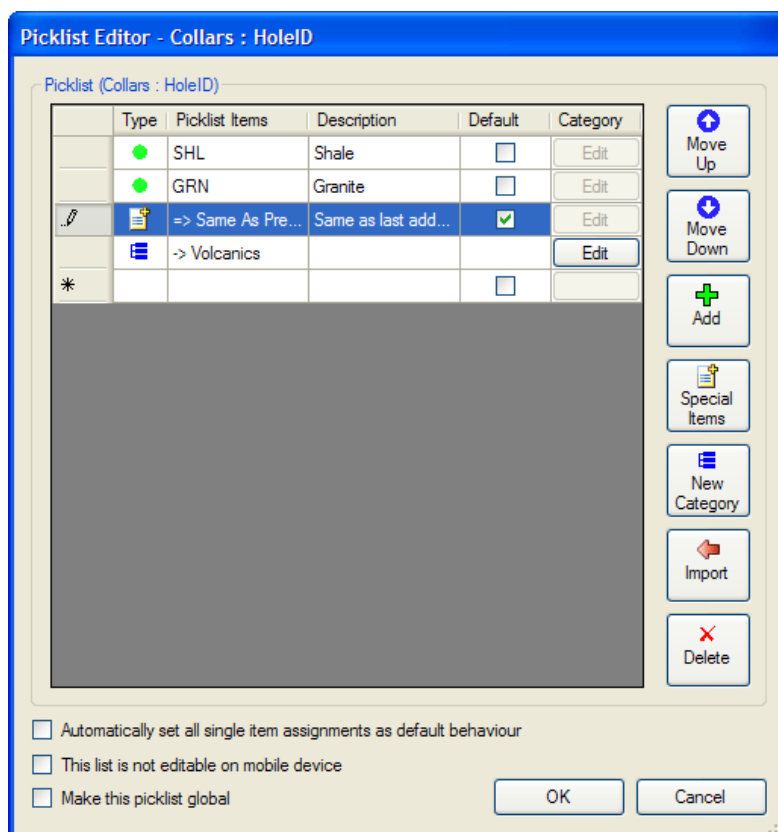 Picklist Editor - Collars : HoleID
Picklist (Collars : HoleID)
Type Picklist Items Description Default Category
SHL Shale Edit
GRN Granite Edit
=> Same As Pre... Same as last add... Edit
-> Volcanics Edit
*
Move
Up
Move
Down
Add
Special
Items
New
Category
Import
Delete
Automatically set all single item assignments as default behaviour
This list is not editable on mobile device
Make this picklist global
OK Cancel